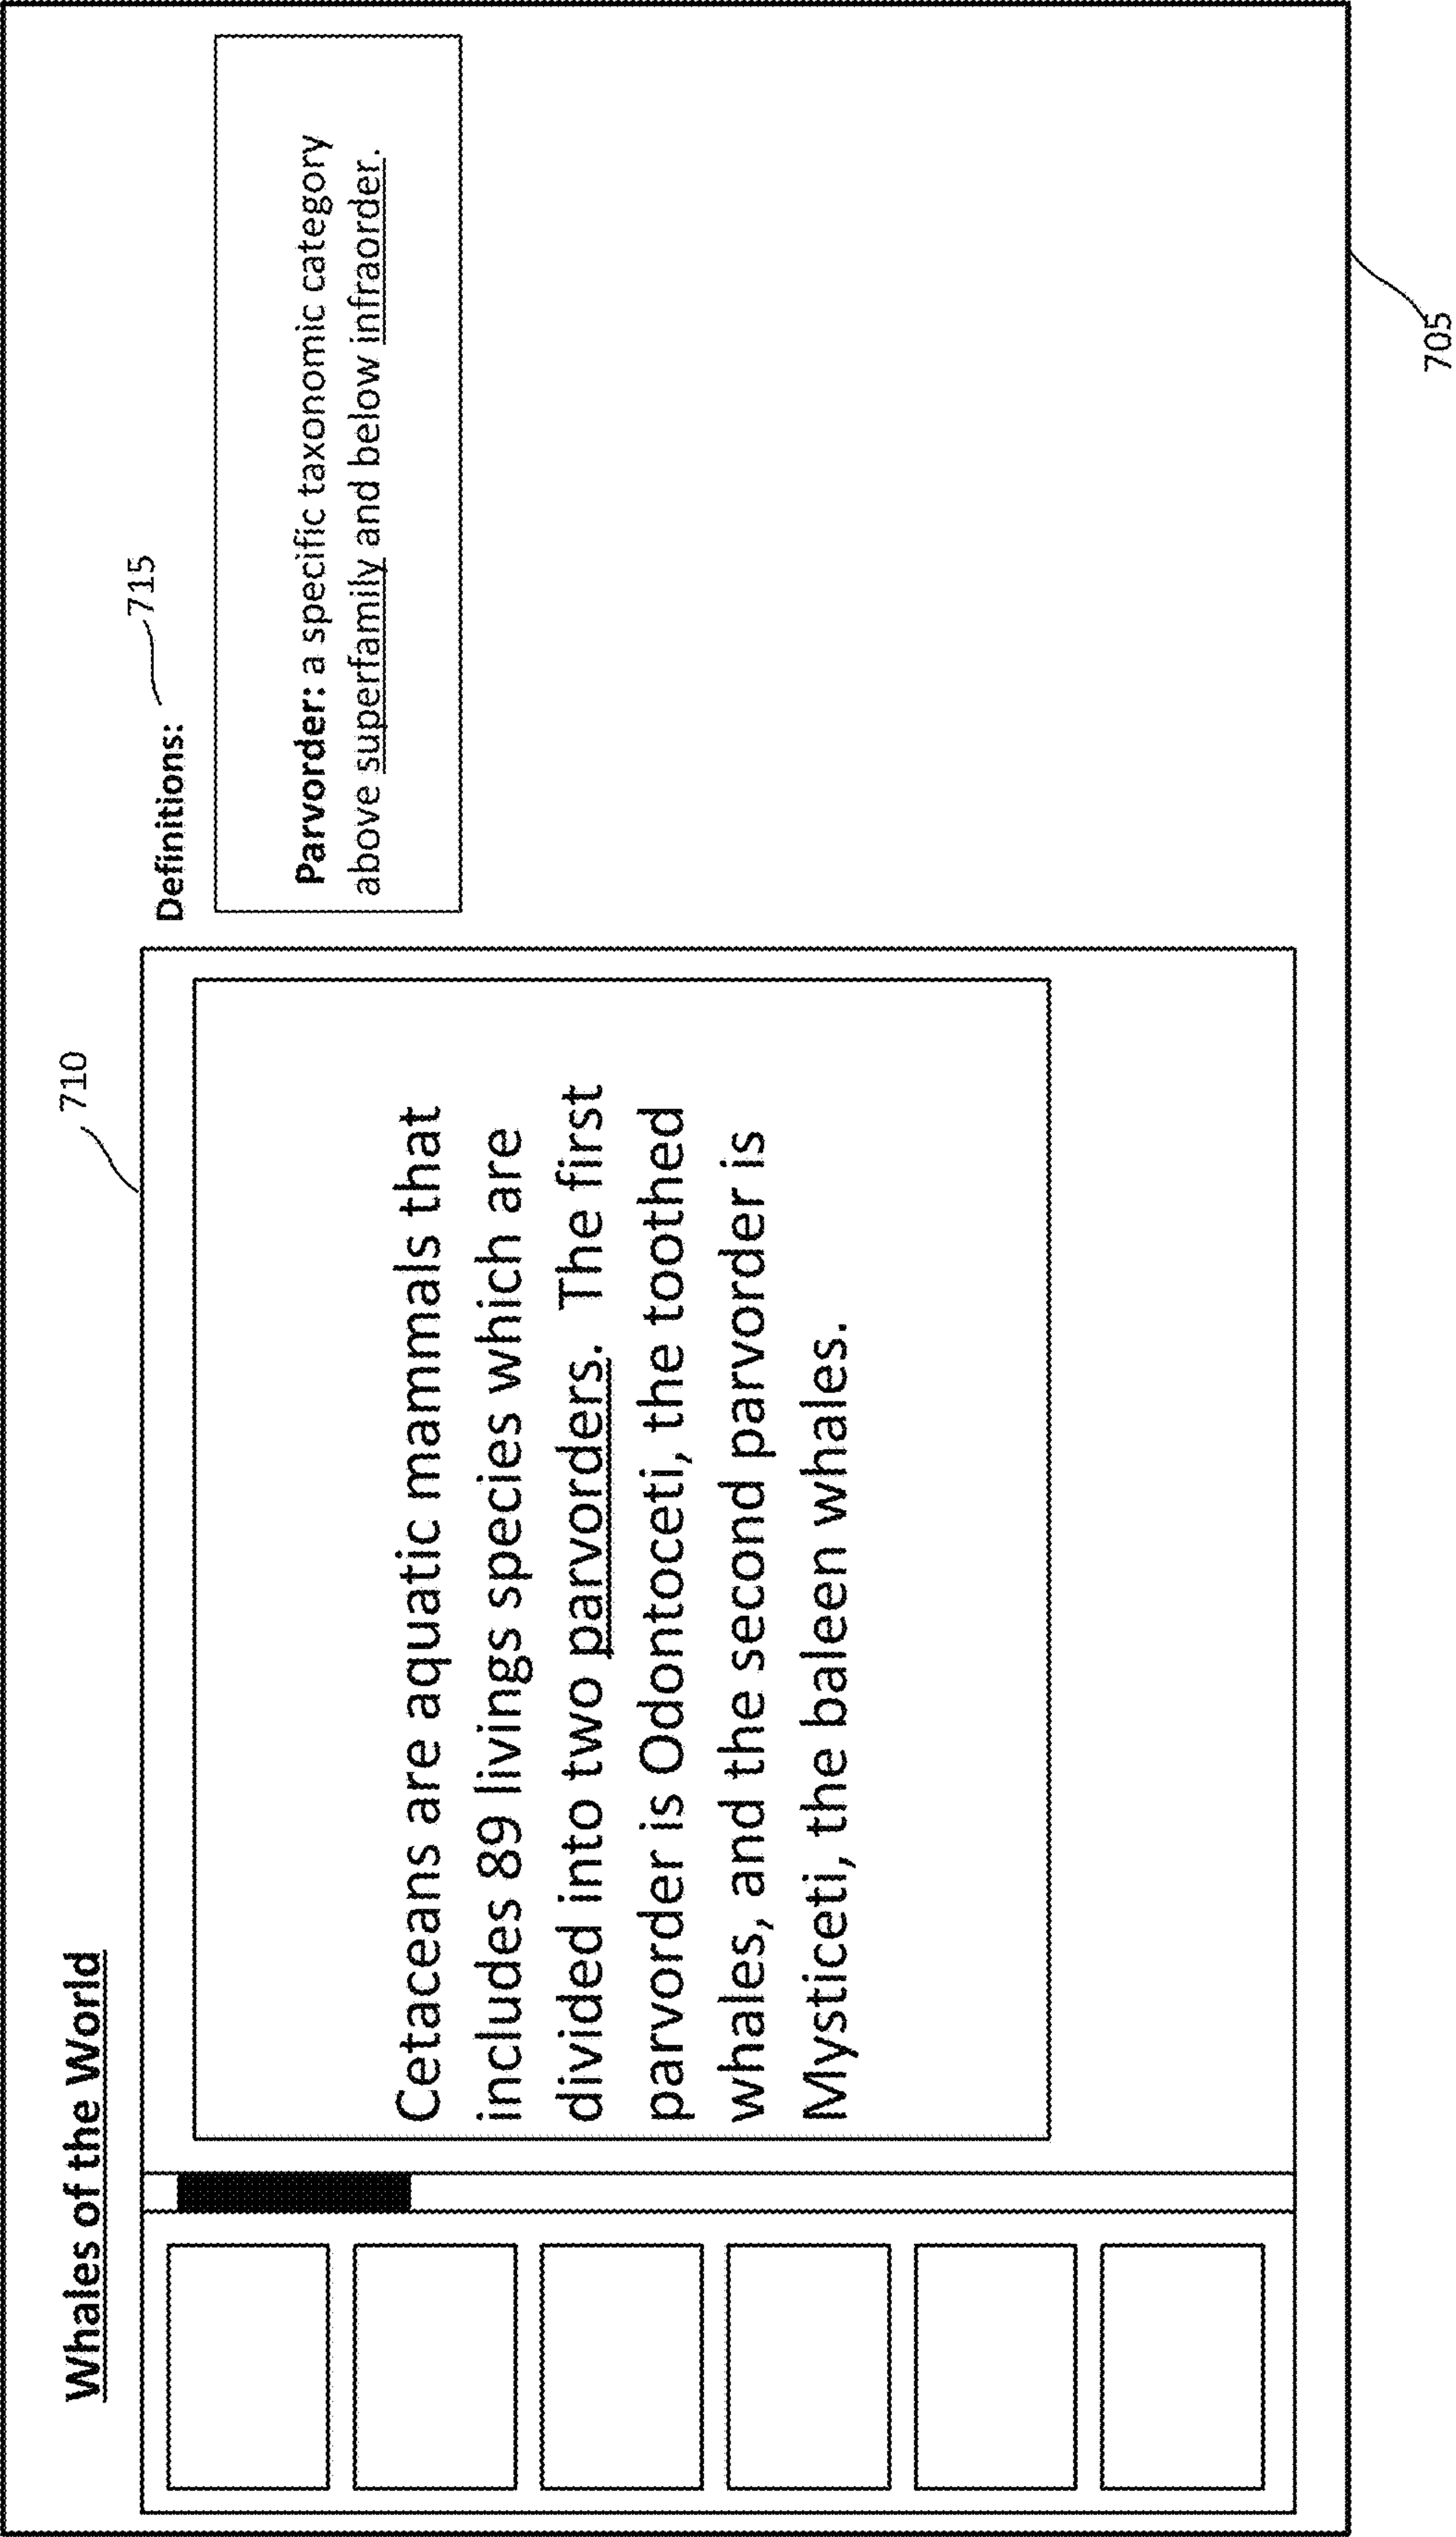 Whales of the World
710
Cetaceans are aquatic mammals that
includes 89 livings species which are
divided into two parvorders. The first
parvorder is Odontoceti, the toothed
whales, and the second parvorder is
Mysticeti, the baleen whales.
Definitions:
715
Parvorder: a specific taxonomic category
above superfamily and below infraorder.
705